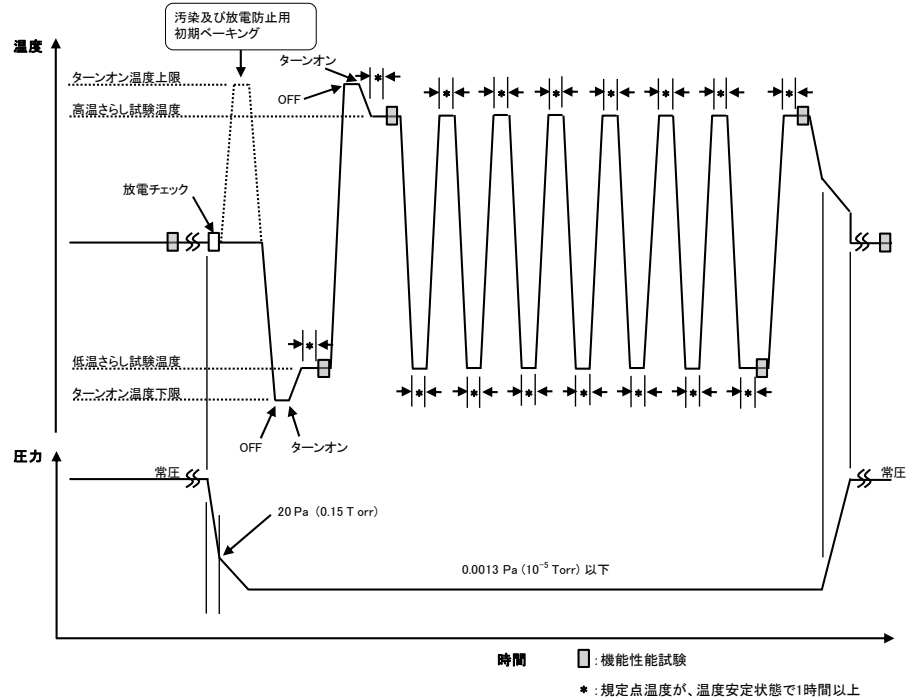 汚染及び放電防止用
初期ベーキング
温度
ターンオン
ターンオン温度上限
*
OFF
高温さらし試験温度
* * * * * * *
放電チェック
*
低温さらし試験温度
ターンオン温度下限
* * * * * * *
OFF ターンオン
圧力
常圧 常圧
20 Pa (0.15 T orr)
0.0013 Pa (10⁻⁵ Torr) 以下
時間
:機能性能試験
* :規定点温度が、温度安定状態で1時間以上